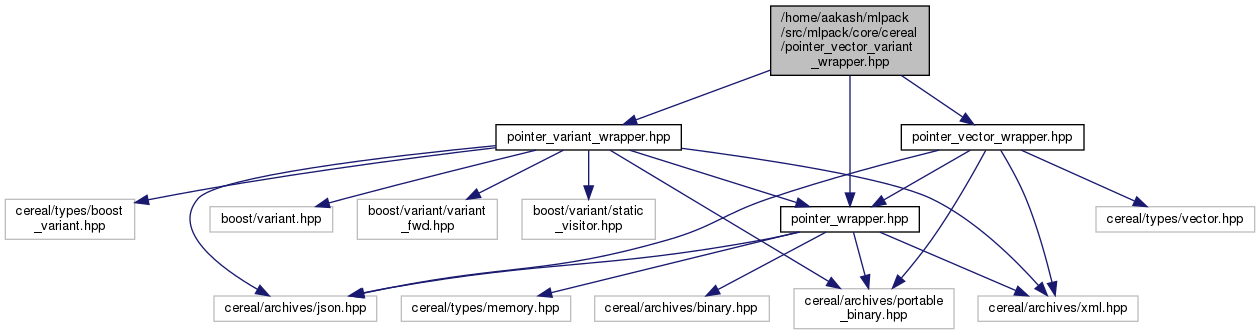 /home/aakash/mlpack
/src/mlpack/core/cereal
/pointer_vector_variant
_wrapper.hpp
pointer_variant_wrapper.hpp
pointer_vector_wrapper.hpp
cereal/types/boost
_variant.hpp
boost/variant.hpp
boost/variant/variant
_fwd.hpp
boost/variant/static
_visitor.hpp
pointer_wrapper.hpp
cereal/types/vector.hpp
cereal/archives/json.hpp
cereal/types/memory.hpp
cereal/archives/binary.hpp
cereal/archives/portable
_binary.hpp
cereal/archives/xml.hpp